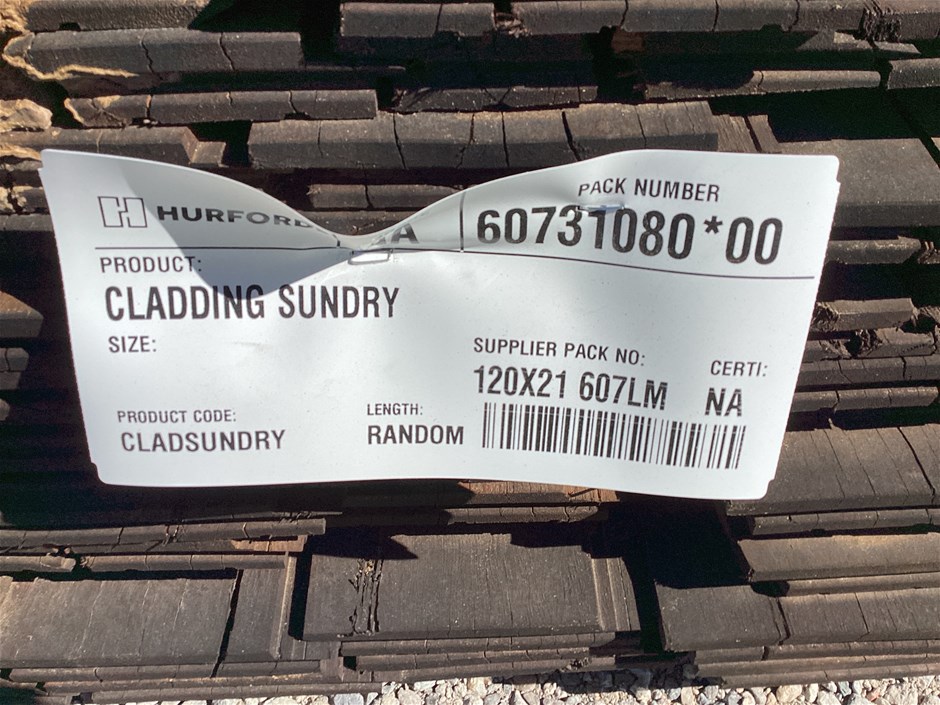 HURFORD
PACK NUMBER
60731080*00
PRODUCT:
CLADDING SUNDRY
SIZE:
SUPPLIER PACK NO:
120X21 607LM
CERTI:
NA
PRODUCT CODE:
CLADSUNDRY
LENGTH:
RANDOM